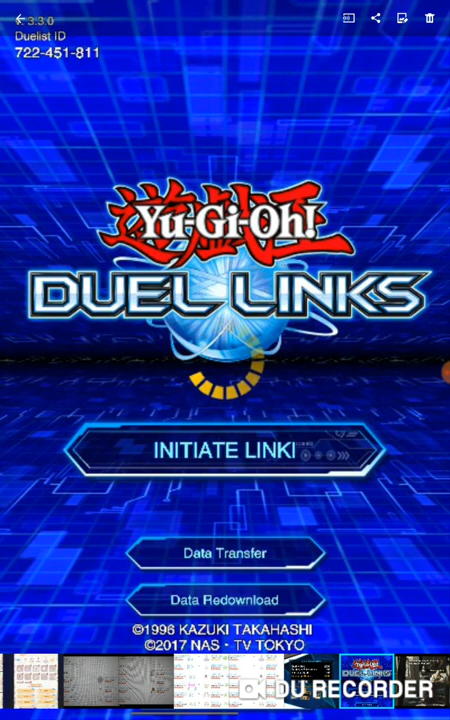 v. 3.3.0
Duelist ID
722-451-811
遊戯王
Yu-Gi-Oh!
DUEL LINKS
INITIATE LINK!
Data Transfer
Data Redownload
©1996 KAZUKI TAKAHASHI
©2017 NAS・TV TOKYO
DU RECORDER